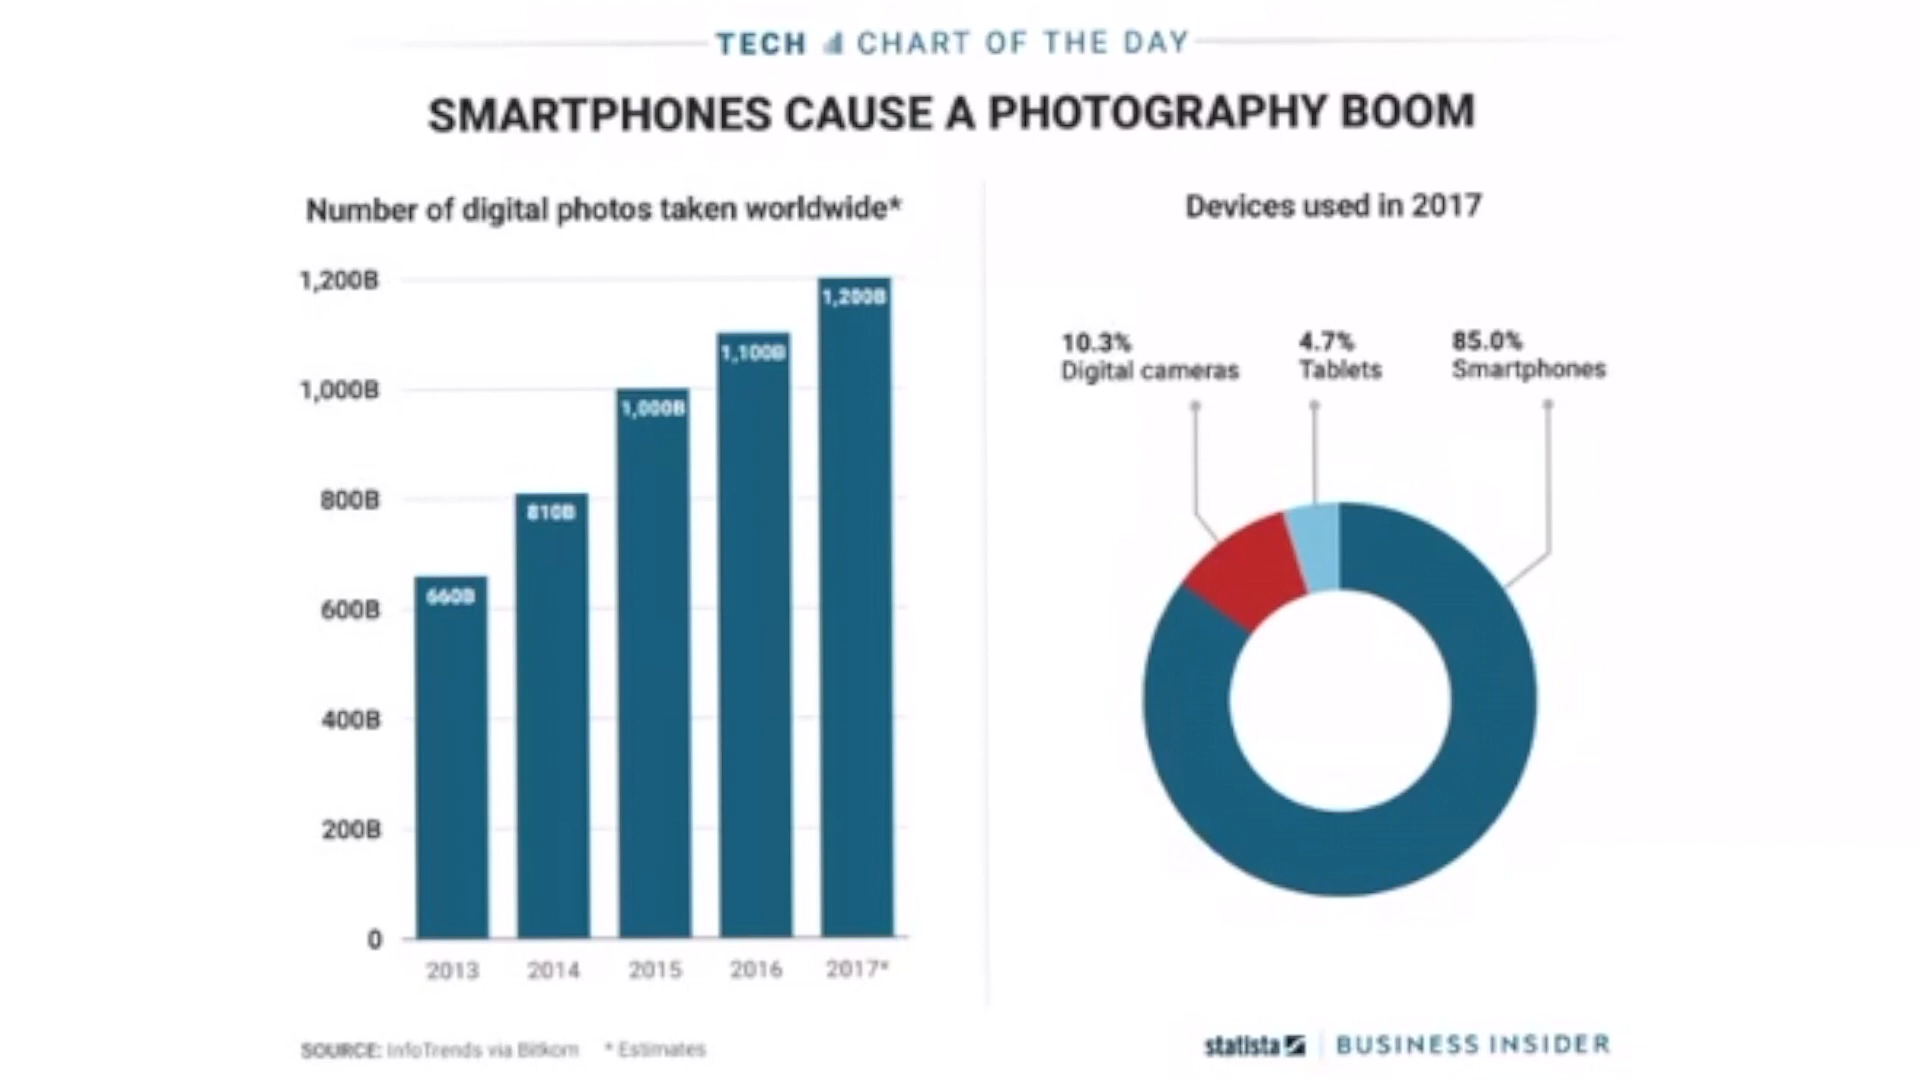 TECH CHART OF THE DAY
SMARTPHONES CAUSE A PHOTOGRAPHY BOOM
Number of digital photos taken worldwide*
1,200B
1,000B
800B
600B
400B
200B
0
660B
810B
1,000B
1,100B
1,200B
2013
2014
2015
2016
2017*
Devices used in 2017
10.3%
Digital cameras
4.7%
Tablets
85.0%
Smartphones
SOURCE: InfoTrends via Bitkom * Estimates
statista BUSINESS INSIDER